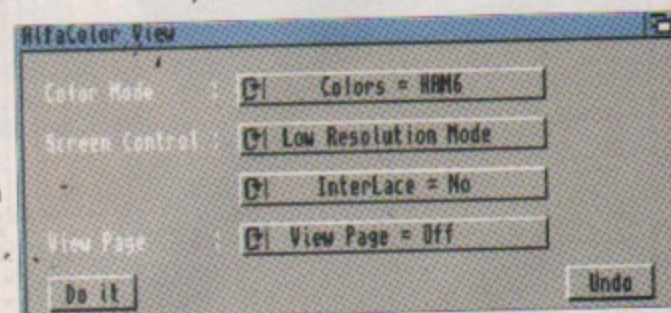 AlfaColor View
Color Mode : Colors = HAM6
Screen Control : Low Resolution Mode
InterLace = No
View Page : View Page = Off
Do it Undo